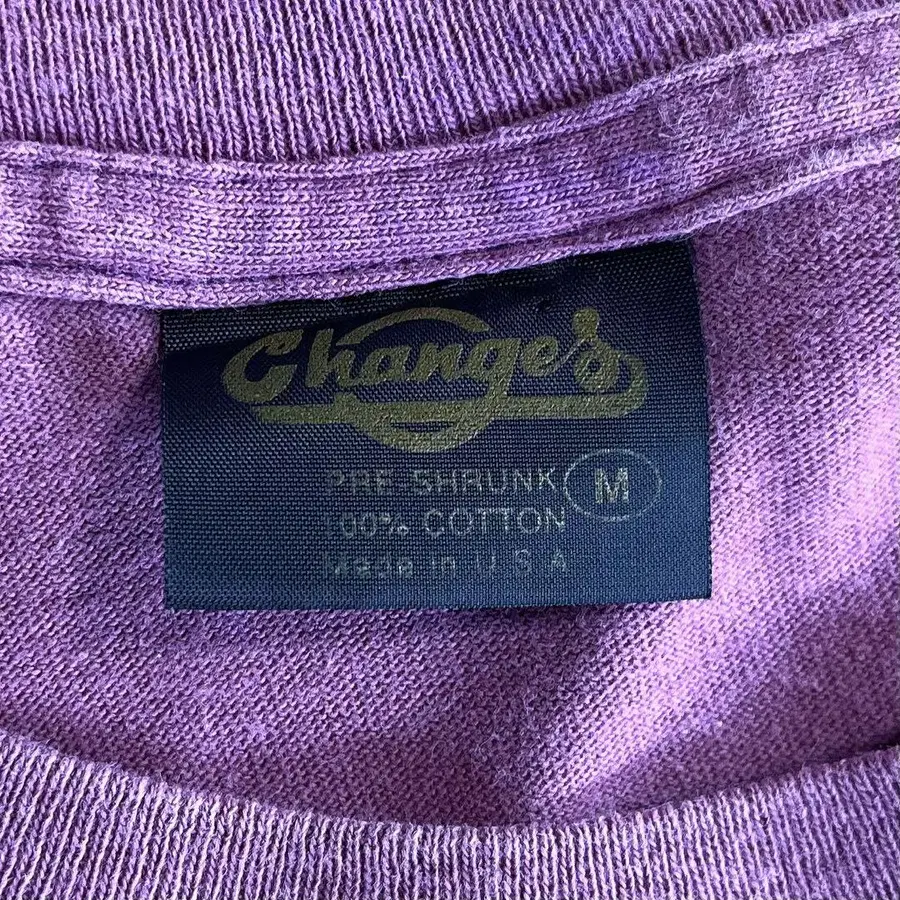 Change's
PRE-SHRUNK M
100% COTTON
Made in U.S.A.